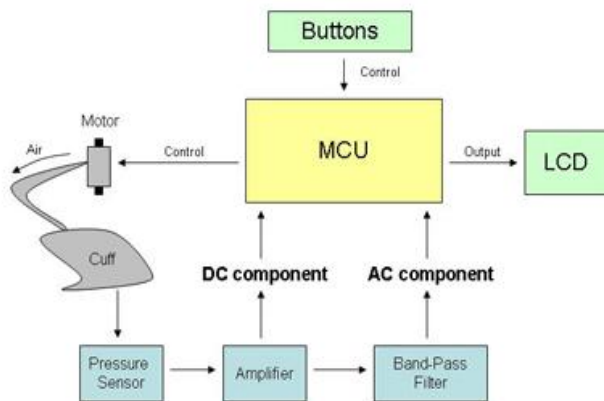 Buttons
Control
Motor
Air
Control
MCU
Output
LCD
Cuff
DC component
AC component
Pressure
Sensor
Amplifier
Band-Pass
Filter